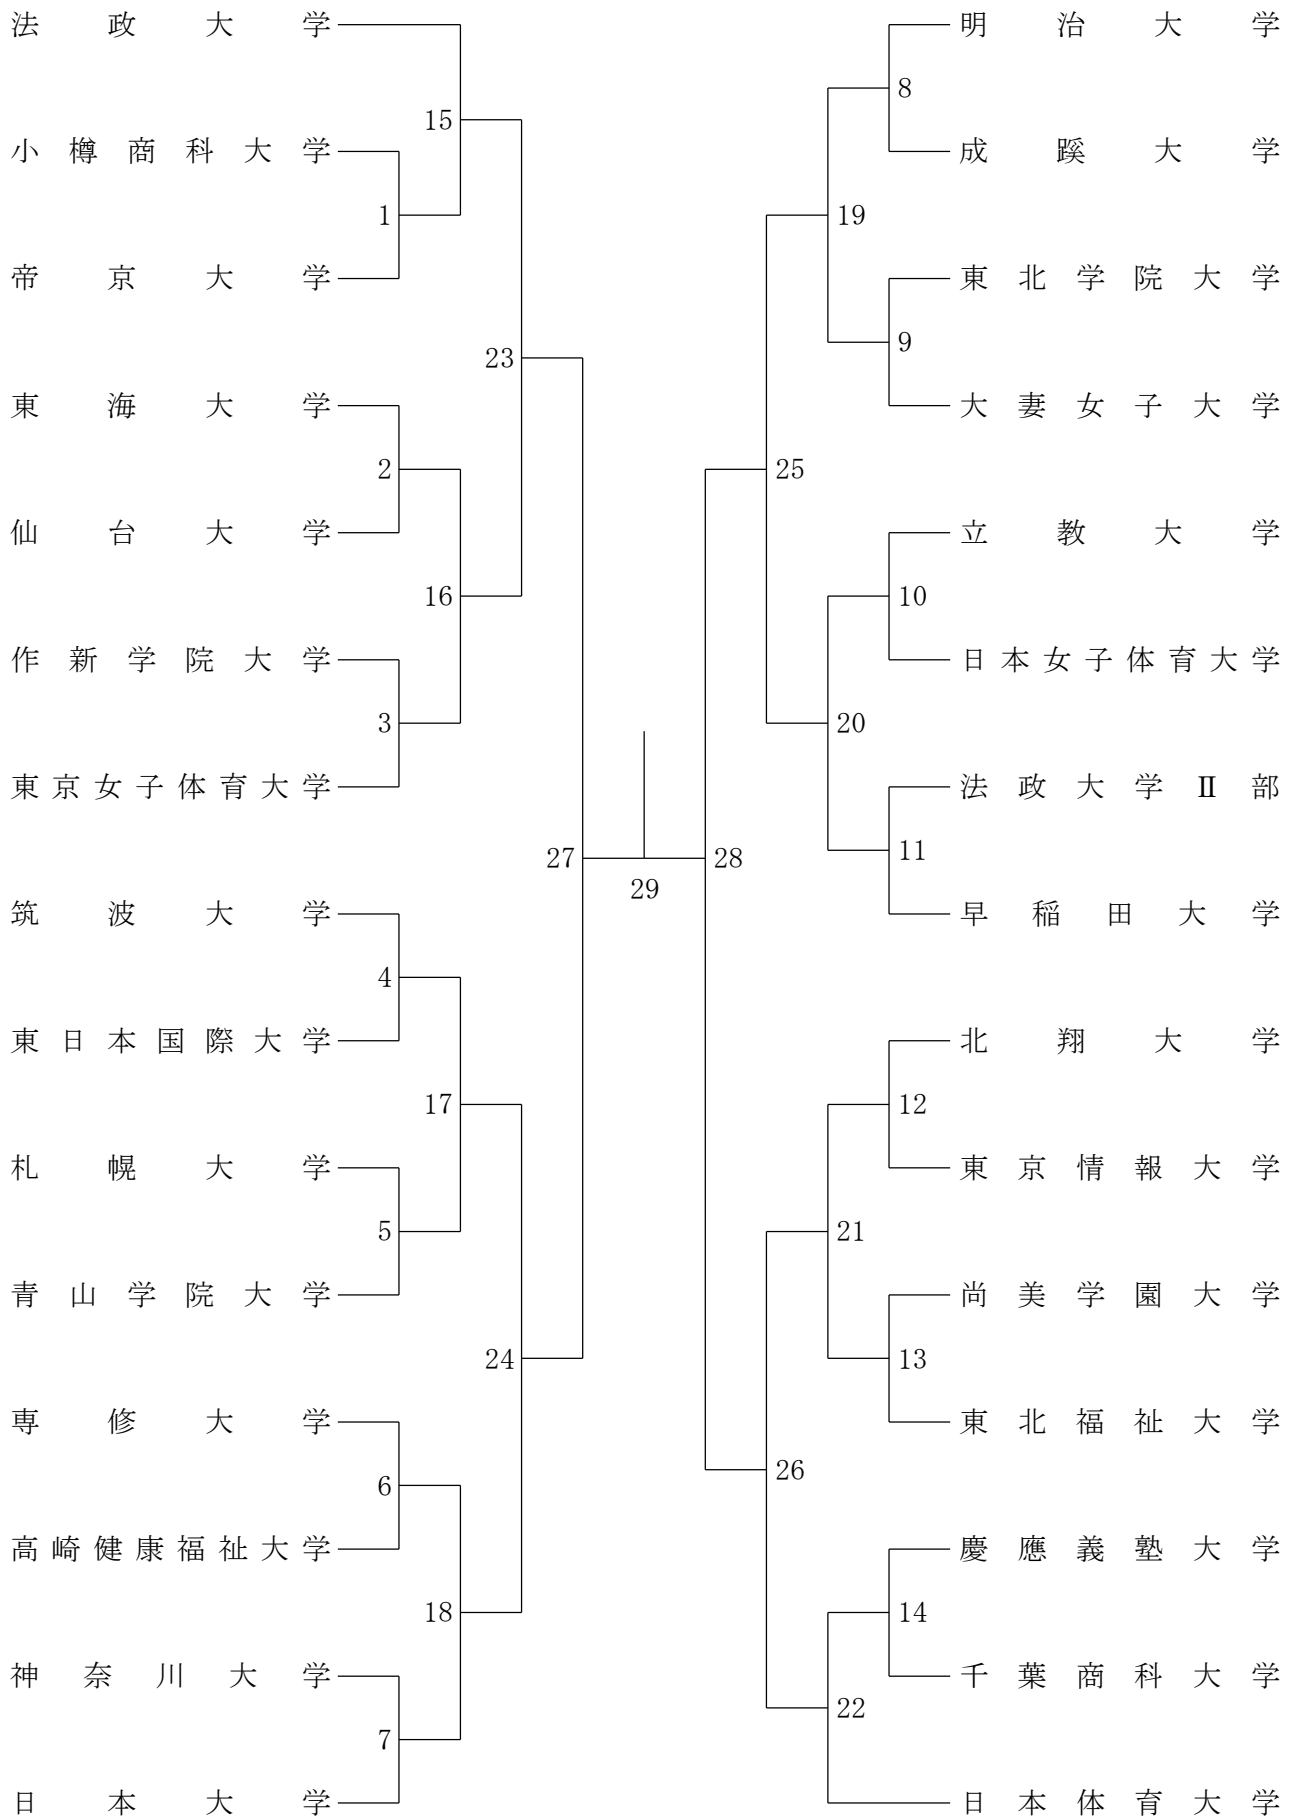 法政大学
15
小樽商科大学
1
帝京大学
23
東海大学
2
仙台大学
16
作新学院大学
3
東京女子体育大学
27
筑波大学
4
東日本国際大学
17
札幌大学
5
青山学院大学
24
専修大学
6
高崎健康福祉大学
18
神奈川大学
7
日本大学
29
明治大学
8
成蹊大学
19
東北学院大学
9
大妻女子大学
25
立教大学
10
日本女子体育大学
20
法政大学Ⅱ部
11
早稲田大学
28
北翔大学
12
東京情報大学
21
尚美学園大学
13
東北福祉大学
26
慶應義塾大学
14
千葉商科大学
22
日本体育大学